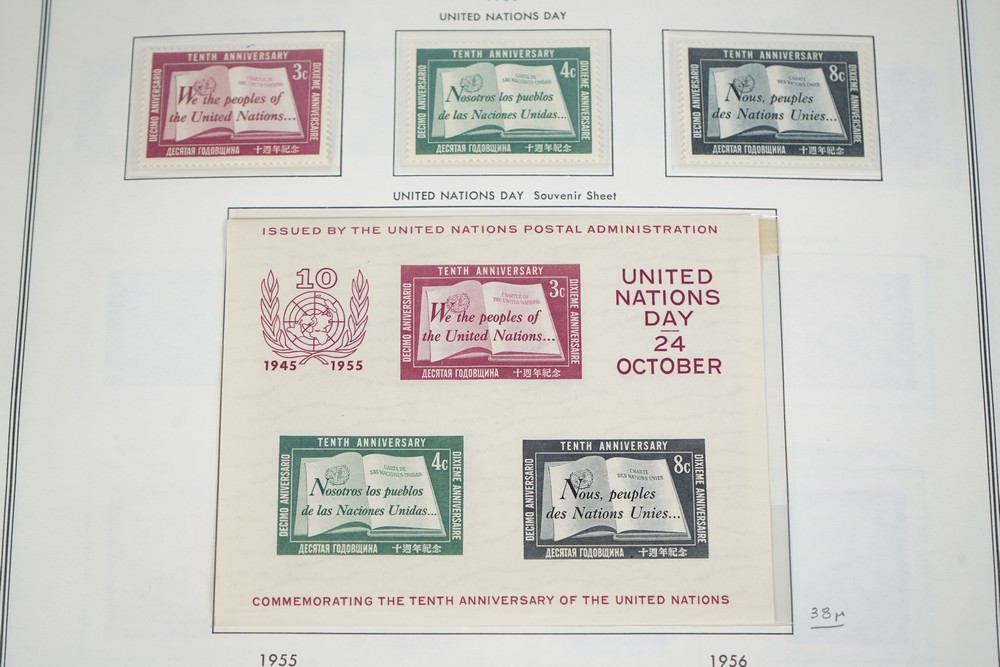 UNITED NATIONS DAY
TENTH ANNIVERSARY
DECIMO ANIVERSARIO
3c
CHARTER OF
THE UNITED NATIONS
We the peoples of
the United Nations...
DIXIEME ANNIVERSAIRE
ДЕСЯТАЯ ГОДОВЩИНА 十週年紀念
TENTH ANNIVERSARY
DECIMO ANIVERSARIO
4c
CARTA DE
LAS NACIONES UNIDAS
Nosotros los pueblos
de las Naciones Unidas...
DIXIEME ANNIVERSAIRE
ДЕСЯТАЯ ГОДОВЩИНА 十週年紀念
TENTH ANNIVERSARY
DECIMO ANIVERSARIO
8c
CHARTE
DES NATIONS UNIES
Nous, peuples
des Nations Unies...
DIXIEME ANNIVERSAIRE
ДЕСЯТАЯ ГОДОВЩИНА 十週年紀念
UNITED NATIONS DAY Souvenir Sheet
ISSUED BY THE UNITED NATIONS POSTAL ADMINISTRATION
10
1945 1955
TENTH ANNIVERSARY
DECIMO ANIVERSARIO
3c
CHARTER OF
THE UNITED NATIONS
We the peoples of
the United Nations...
DIXIEME ANNIVERSAIRE
ДЕСЯТАЯ ГОДОВЩИНА 十週年紀念
UNITED
NATIONS
DAY
24
OCTOBER
TENTH ANNIVERSARY
DECIMO ANIVERSARIO
4c
CARTA DE
LAS NACIONES UNIDAS
Nosotros los pueblos
de las Naciones Unidas...
DIXIEME ANNIVERSAIRE
ДЕСЯТАЯ ГОДОВЩИНА 十週年紀念
TENTH ANNIVERSARY
DECIMO ANIVERSARIO
8c
CHARTE
DES NATIONS UNIES
Nous, peuples
des Nations Unies...
DIXIEME ANNIVERSAIRE
ДЕСЯТАЯ ГОДОВЩИНА 十週年紀念
COMMEMORATING THE TENTH ANNIVERSARY OF THE UNITED NATIONS
1955 1956